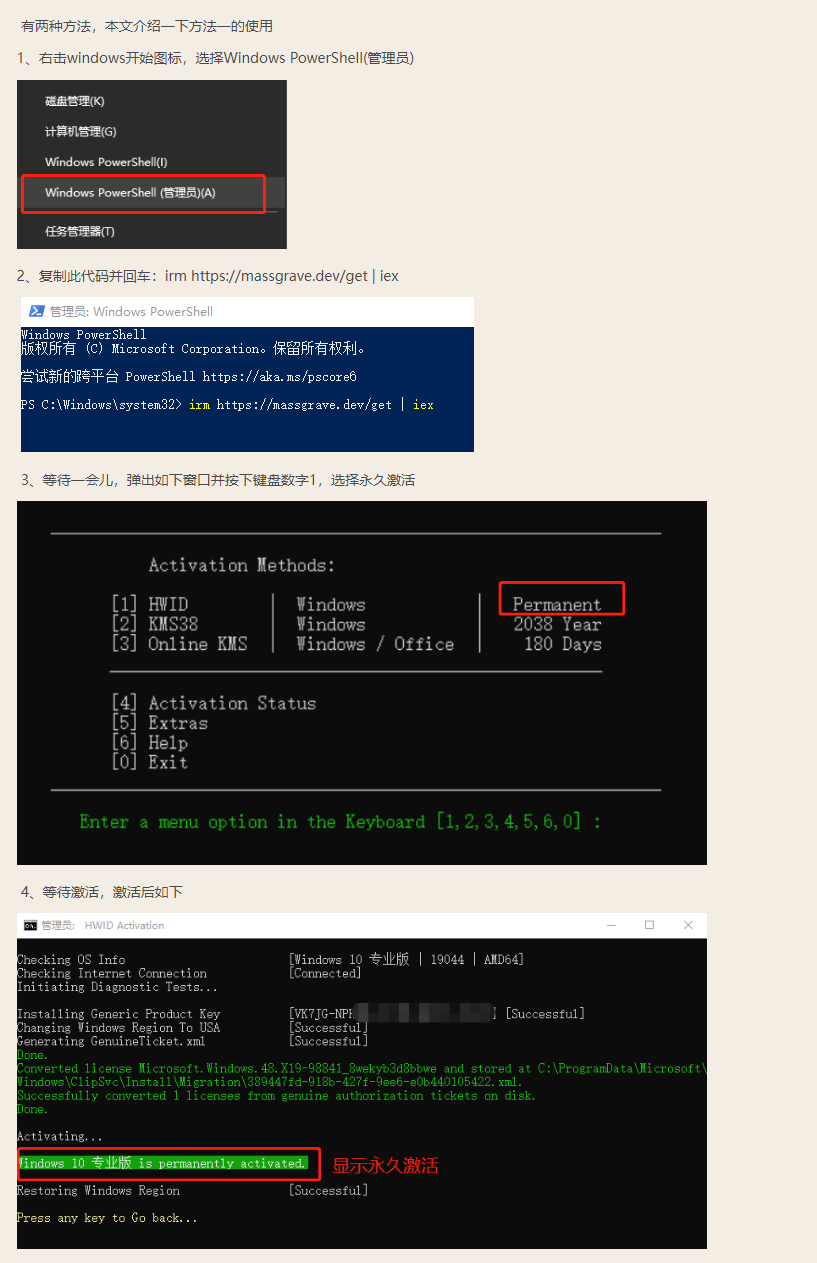 有两种方法，本文介绍一下方法一的使用
1、右击windows开始图标，选择Windows PowerShell(管理员)
磁盘管理(K)
计算机管理(G)
Windows PowerShell(I)
Windows PowerShell (管理员)(A)
任务管理器(T)
2、复制此代码并回车：irm https://massgrave.dev/get | iex
管理员: Windows PowerShell
Windows PowerShell
版权所有 (C) Microsoft Corporation。保留所有权利。
尝试新的跨平台 PowerShell https://aka.ms/pscore6
PS C:\Windows\system32> irm https://massgrave.dev/get | iex
3、等待一会儿，弹出如下窗口并按下键盘数字1，选择永久激活
Activation Methods:
[1] HWID | Windows | Permanent
[2] KMS38 | Windows | 2038 Year
[3] Online KMS | Windows / Office | 180 Days
[4] Activation Status
[5] Extras
[6] Help
[0] Exit
Enter a menu option in the Keyboard [1,2,3,4,5,6,0] :
4、等待激活，激活后如下
管理员: HWID Activation
Checking OS Info [Windows 10 专业版 | 19044 | AMD64]
Checking Internet Connection [Connected]
Initiating Diagnostic Tests...
Installing Generic Product Key [VK7JG-NPH ] [Successful]
Changing Windows Region To USA [Successful]
Generating GenuineTicket.xml [Successful]
Done.
Converted license Microsoft.Windows.48.X19-98841_8wekyb3d8bbwe and stored at C:\ProgramData\Microsoft\
Windows\ClipSvc\Install\Migration\389447fd-918b-427f-9ee6-e0b440105422.xml.
Successfully converted 1 licenses from genuine authorization tickets on disk.
Done.
Activating...
Windows 10 专业版 is permanently activated. 显示永久激活
Restoring Windows Region [Successful]
Press any key to Go back...